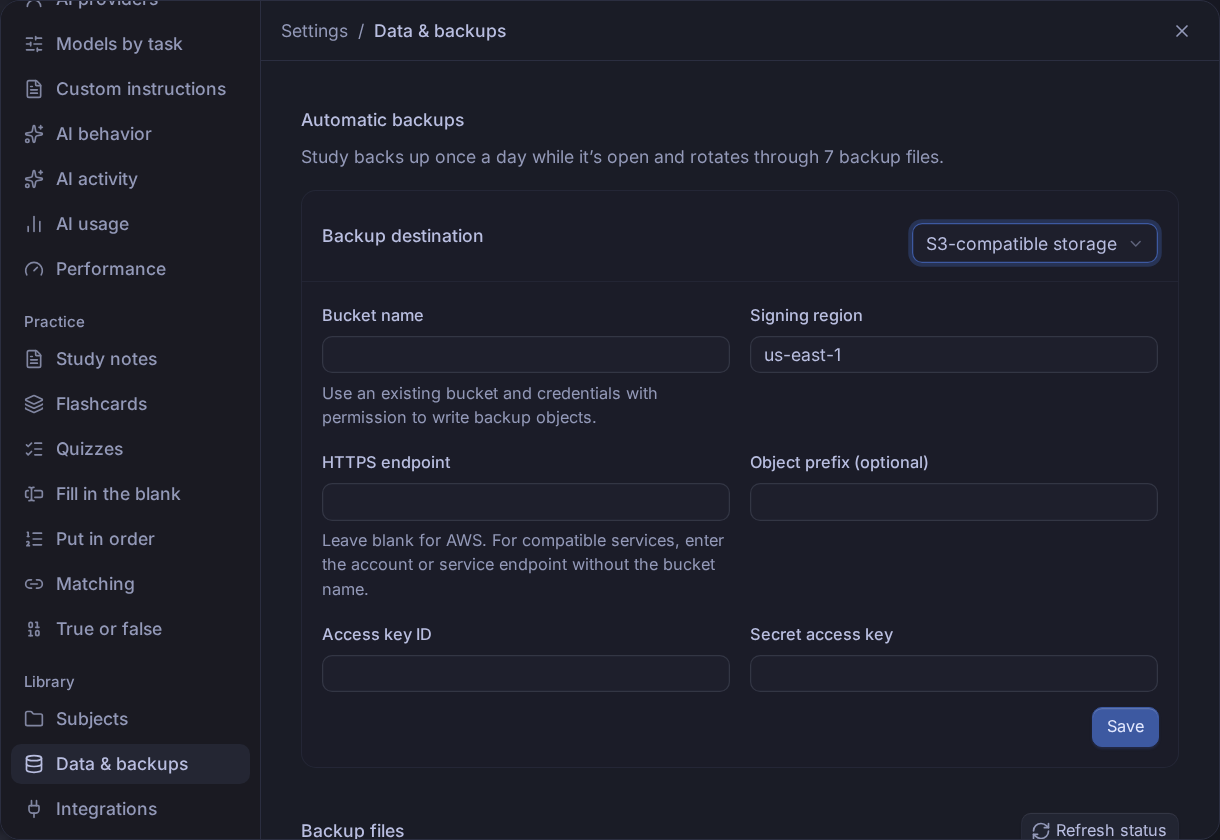 AI providers
Models by task
Custom instructions
AI behavior
AI activity
AI usage
Performance
Practice
Study notes
Flashcards
Quizzes
Fill in the blank
Put in order
Matching
True or false
Library
Subjects
Data & backups
Integrations
Settings / Data & backups
Automatic backups
Study backs up once a day while it’s open and rotates through 7 backup files.
Backup destination
S3-compatible storage
Bucket name
Use an existing bucket and credentials with
permission to write backup objects.
Signing region
us-east-1
HTTPS endpoint
Leave blank for AWS. For compatible services, enter
the account or service endpoint without the bucket
name.
Object prefix (optional)
Access key ID
Secret access key
Save
Backup files
Refresh status